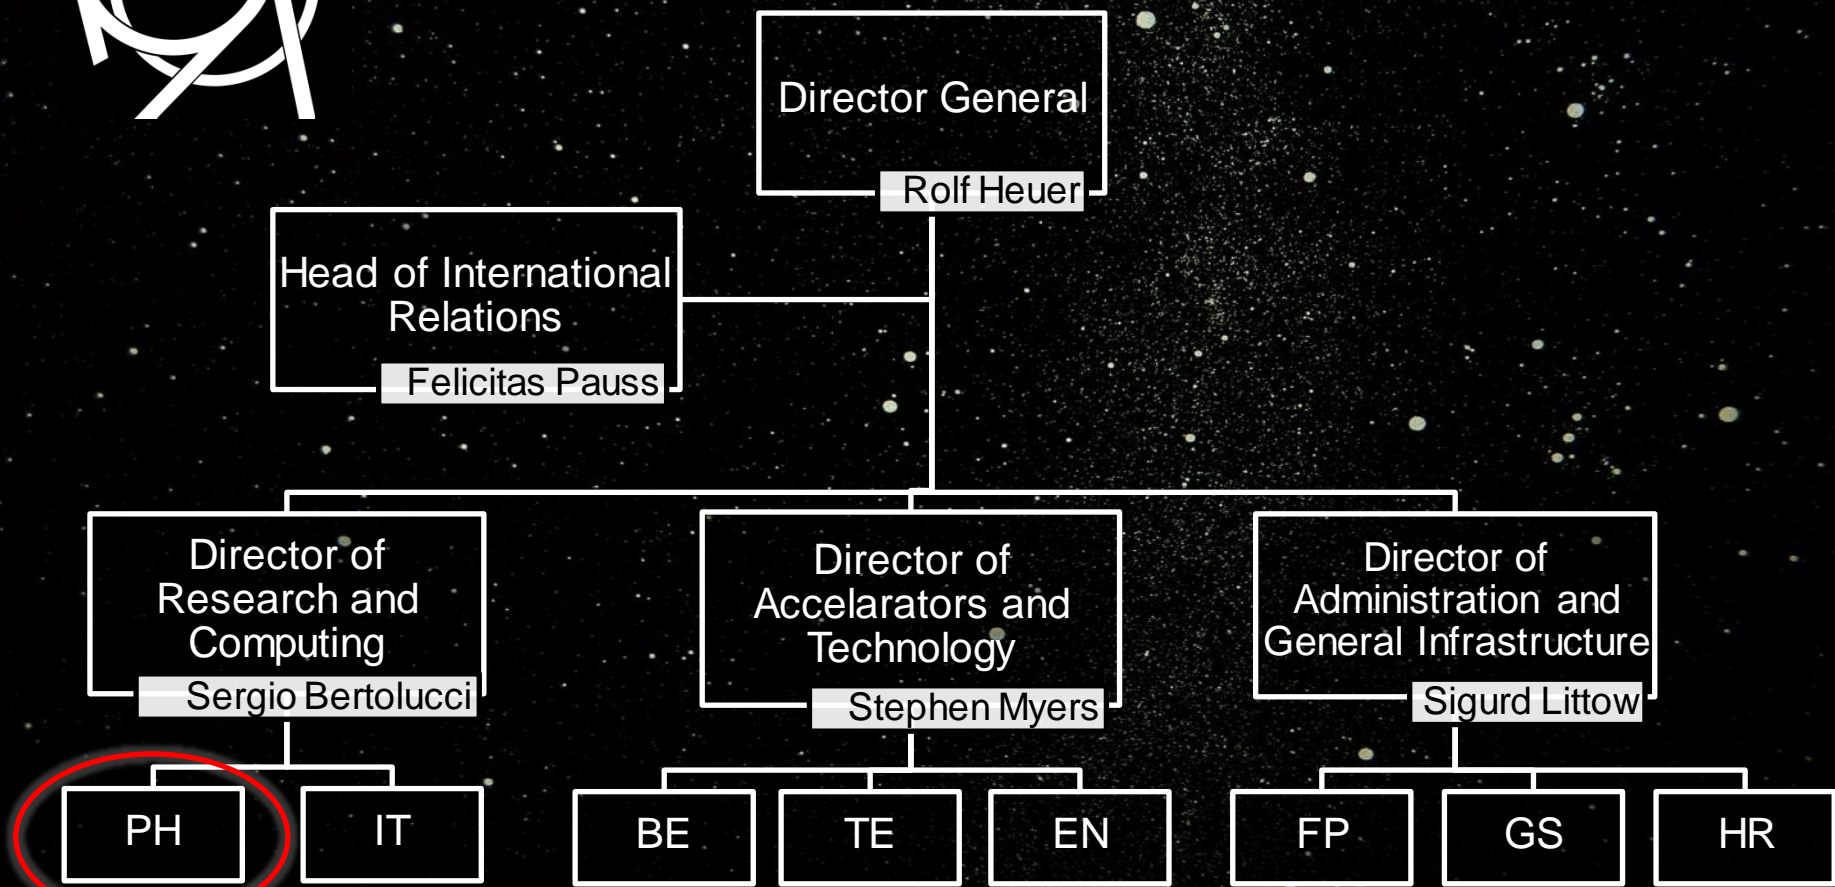 Director General
Rolf Heuer
Head of International
Relations
Felicitas Pauss
Director of
Research and
Computing
Sergio Bertolucci
Director of
Accelarators and
Technology
Stephen Myers
Director of
Administration and
General Infrastructure
Sigurd Littow
PH
IT
BE
TE
EN
FP
GS
HR